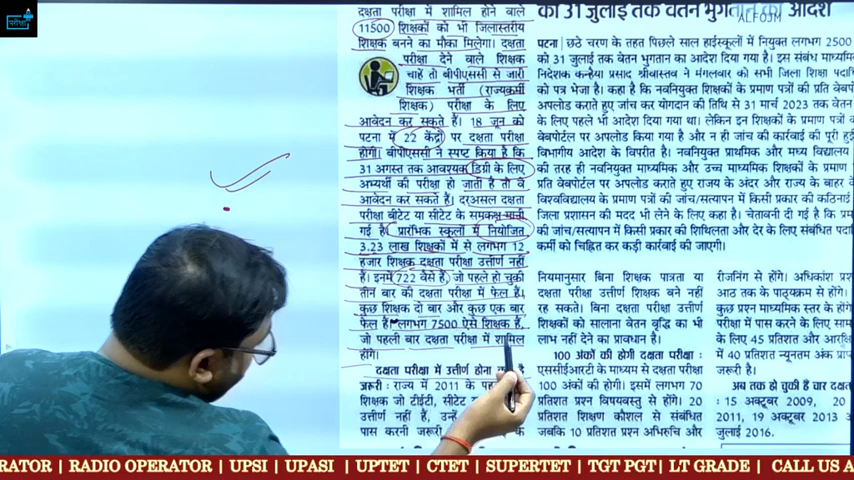 परीक्षा
ALFOJM
दक्षता परीक्षा में शामिल होने वाले
11500 शिक्षकों को भी जिलास्तरीय
शिक्षक बनने का मौका मिलेगा। दक्षता
परीक्षा देने वाले शिक्षक
चाहें तो बीपीएससी से जारी
शिक्षक भर्ती (राज्यकर्मी
शिक्षक) परीक्षा के लिए
आवेदन कर सकते हैं। 18 जून को
पटना में 22 केंद्रों पर दक्षता परीक्षा
होगी। बीपीएससी ने स्पष्ट किया है कि
31 अगस्त तक आवश्यक डिग्री के लिए
अभ्यर्थी की परीक्षा हो जाती है तो वे
आवेदन कर सकते हैं। दरअसल दक्षता
परीक्षा बीटेट या सीटेट के समकक्ष मानी
गई है। प्रारंभिक स्कूलों में नियोजित
3.23 लाख शिक्षकों में से लगभग 12
हजार शिक्षक दक्षता परीक्षा उत्तीर्ण नहीं
हैं। इनमें 722 वैसे हैं, जो पहले हो चुकी
तीन बार की दक्षता परीक्षा में फेल हैं।
कुछ शिक्षक दो बार और कुछ एक बार
फेल हैं। लगभग 7500 ऐसे शिक्षक हैं,
जो पहली बार दक्षता परीक्षा में शामिल
होंगे।
दक्षता परीक्षा में उत्तीर्ण होना
जरूरी: राज्य में 2011 के
शिक्षक जो टीईटी, सीटेट
उत्तीर्ण नहीं हैं, उन्हें
पास करनी जरूरी के
का 31 जुलाई तक वेतन भुगतान का आदेश
पटना। छठे चरण के तहत पिछले साल हाईस्कूलों में नियुक्त लगभग 2500
को 31 जुलाई तक वेतन भुगतान का आदेश दिया गया है। इस संबंध माध्यमिक
निदेशक कन्हैया प्रसाद श्रीवास्तव ने मंगलवार को सभी जिला शिक्षा
को पत्र भेजा है। कहा है कि नवनियुक्त शिक्षकों के प्रमाण पत्रों की प्रति
अपलोड कराते हुए जांच कर योगदान की तिथि से 31 मार्च 2023 तक वेतन
के लिए पहले भी आदेश दिया गया था। लेकिन इन शिक्षकों के प्रमाण पत्रों
वेबपोर्टल पर अपलोड किया गया है और न ही जांच की कार्रवाई की पूरी
विभागीय आदेश के विपरीत है। नवनियुक्त प्राथमिक और मध्य विद्यालय
की तरह ही नवनियुक्त माध्यमिक और उच्च माध्यमिक शिक्षकों के प्रमाण
प्रति वेबपोर्टल पर अपलोड कराते हुए राजय के अंदर और राज्य के बाहर के
विश्वविद्यालय के प्रमाण पत्रों की जांच/सत्यापन में किसी प्रकार की कठिनाई
जिला प्रशासन की मदद भी लेने के लिए कहा है। चेतावनी दी गई है कि
की जांच/सत्यापन में किसी प्रकार की शिथिलता और देर के लिए संबंधित
कर्मी को चिह्नित कर कड़ी कार्रवाई की जाएगी।
नियमानुसार बिना शिक्षक पात्रता या
दक्षता परीक्षा उत्तीर्ण शिक्षक बने नहीं
रह सकते। बिना दक्षता परीक्षा उत्तीर्ण
शिक्षकों को सालाना वेतन वृद्धि का भी
लाभ नहीं देने का प्रावधान है।
100 अंकों की होगी दक्षता परीक्षा :
एससीईआरटी के माध्यम से दक्षता परीक्षा
100 अंकों की होगी। इसमें लगभग 70
प्रतिशत प्रश्न विषयवस्तु से होंगे। 20
प्रतिशत शिक्षण कौशल से संबंधित
जबकि 10 प्रतिशत प्रश्न अभिरुचि और
रीजनिंग से होंगे। अधिकांश
आठ तक के पाठ्यक्रम से होंगे।
कुछ प्रश्न माध्यमिक स्तर के
परीक्षा में पास करने के लिए
के लिए 45 प्रतिशत और
में 40 प्रतिशत न्यूनतम अंक
जरूरी है।
अब तक हो चुकी है चार
: 15 अक्टूबर 2009, 20
2011, 19 अक्टूबर 2013
जुलाई 2016.
RATOR | RADIO OPERATOR | UPSI | UPASI | UPTET | CTET | SUPERTET | TGT PGT| LT GRADE | CALL US A